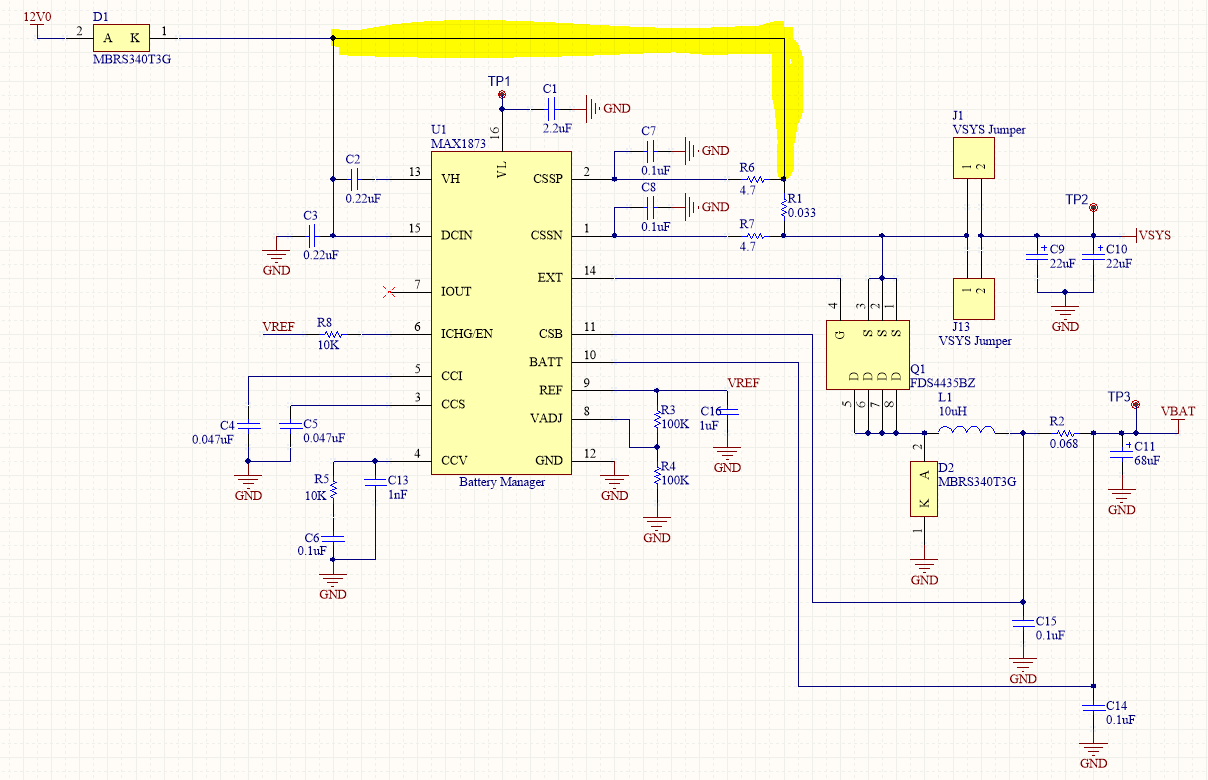 12V0
D1
2
A K
1
MBRS340T3G
TP1
C1
2.2uF
GND
U1
MAX1873
16
VL
C7
0.1uF
GND
C2
0.22uF
13
VH
CSSP
2
R6
4.7
C8
0.1uF
GND
R1
0.033
J1
VSYS Jumper
1
2
TP2
C3
0.22uF
GND
15
DCIN
CSSN
1
R7
4.7
VSYS
C9
22uF
C10
22uF
GND
EXT
14
7
IOUT
1
2
J13
VSYS Jumper
4
3
2
1
G
S
S
S
D
D
D
D
5
6
7
8
Q1
FDS4435BZ
VREF
R8
10K
6
ICHG/EN
CSB
11
BATT
10
5
CCI
REF
9
VREF
3
CCS
VADJ
8
R3
100K
C16
1uF
GND
C4
0.047uF
C5
0.047uF
GND
4
CCV
GND
12
GND
R4
100K
GND
Battery Manager
R5
10K
C13
1nF
C6
0.1uF
GND
L1
10uH
R2
0.068
TP3
VBAT
C11
68uF
GND
2
A
K
1
D2
MBRS340T3G
GND
C15
0.1uF
GND
C14
0.1uF
GND